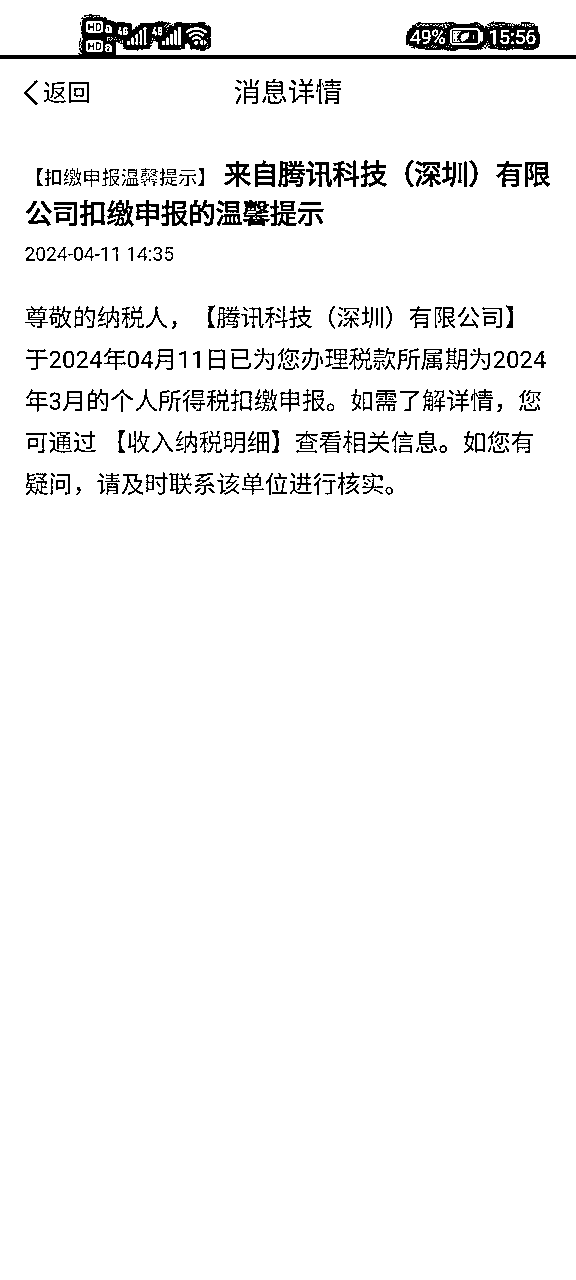 HD 1 4G 4G
HD 2
49% 15:56
返回 消息详情
【扣缴申报温馨提示】 来自腾讯科技（深圳）有限
公司扣缴申报的温馨提示
2024-04-11 14:35
尊敬的纳税人，【腾讯科技（深圳）有限公司】
于2024年04月11日已为您办理税款所属期为2024
年3月的个人所得税扣缴申报。如需了解详情，您
可通过 【收入纳税明细】查看相关信息。如您有
疑问，请及时联系该单位进行核实。